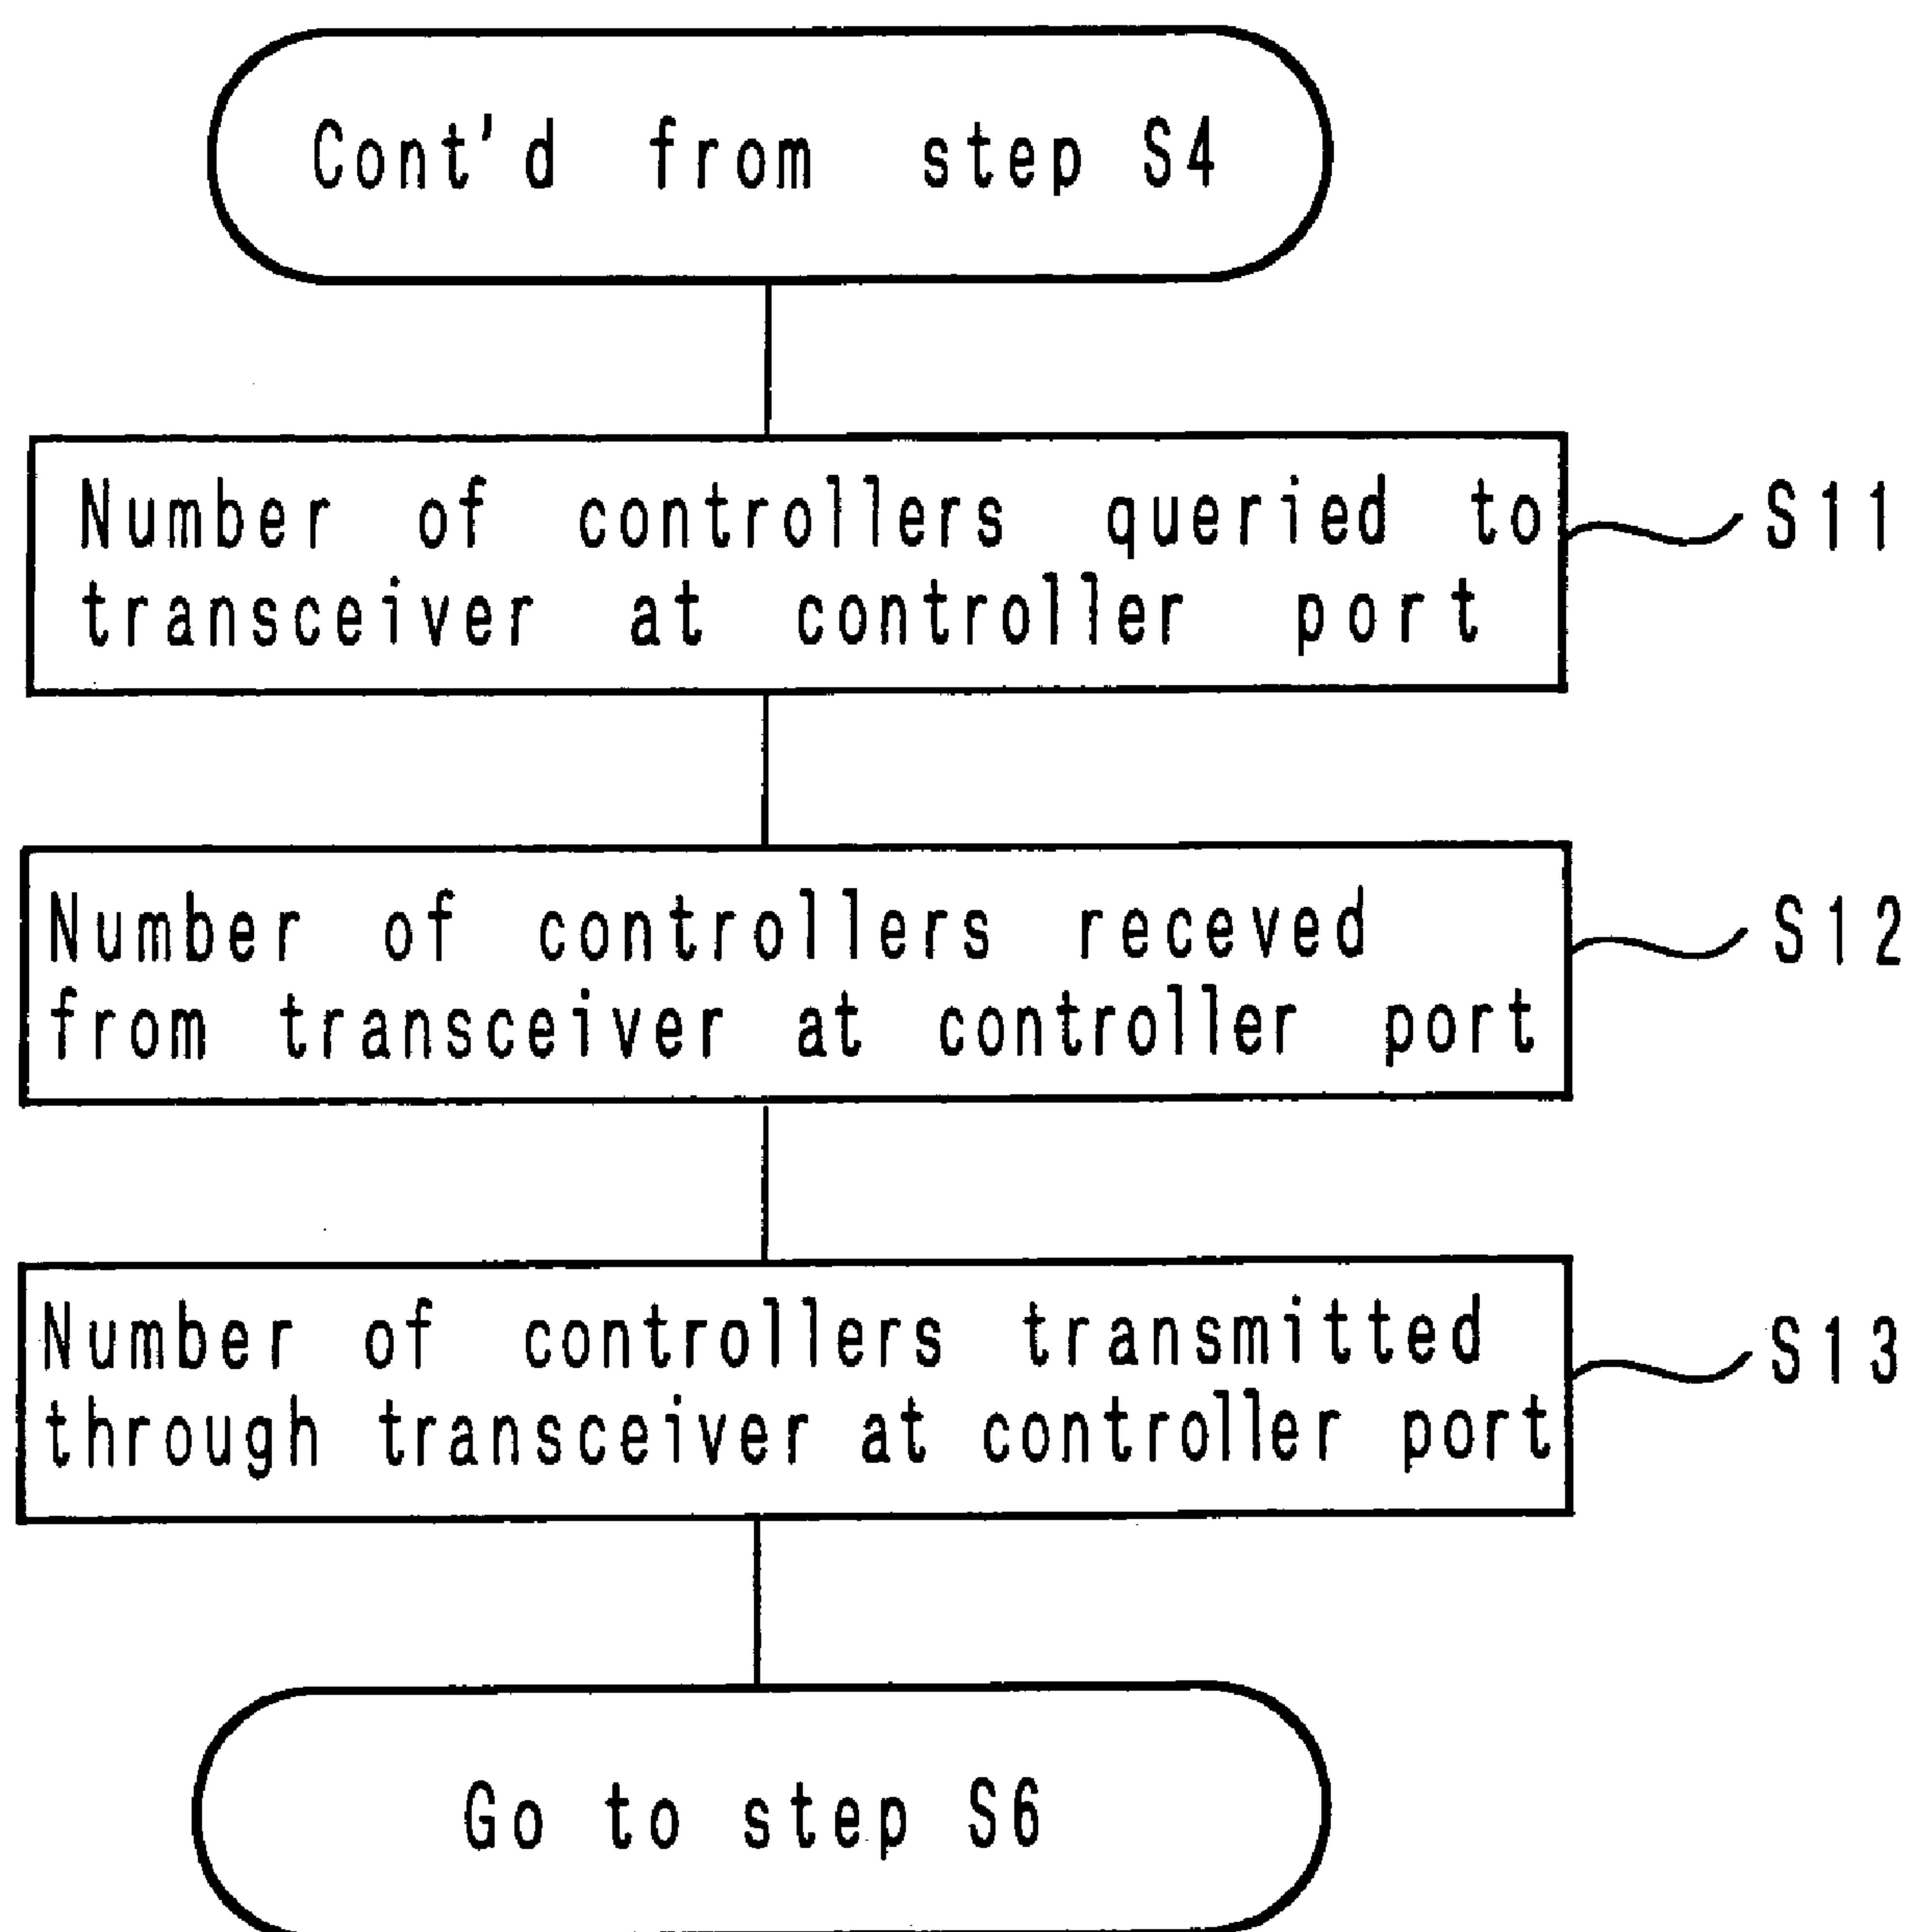 Cont'd from step S4
Number of controllers queried to
transceiver at controller port
S11
Number of controllers receved
from transceiver at controller port
S12
Number of controllers transmitted
through transceiver at controller port
S13
Go to step S6